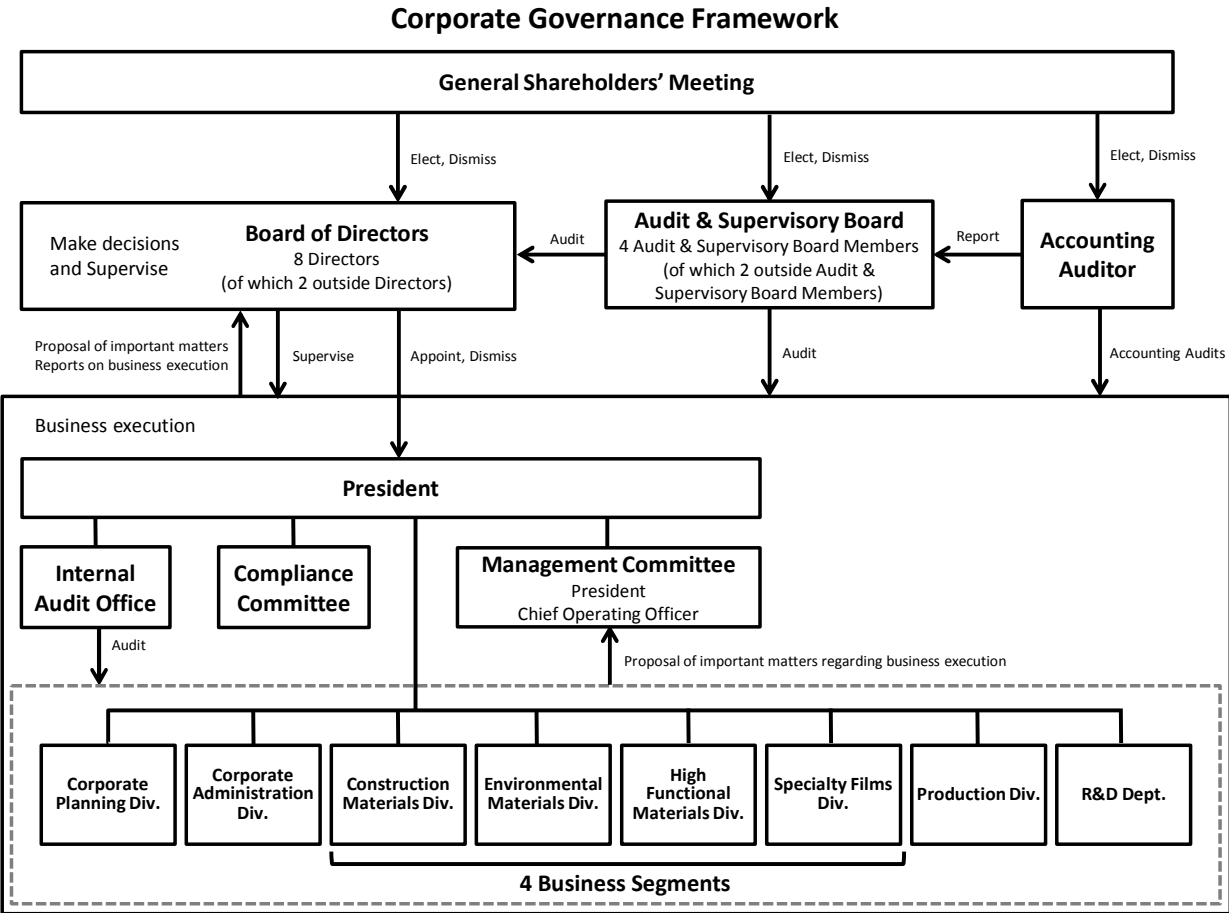 Corporate Governance Framework
General Shareholders’ Meeting
Elect, Dismiss
Elect, Dismiss
Elect, Dismiss
Make decisions
and Supervise
Board of Directors
8 Directors
(of which 2 outside Directors)
Audit
Audit & Supervisory Board
4 Audit & Supervisory Board Members
(of which 2 outside Audit &
Supervisory Board Members)
Report
Accounting
Auditor
Proposal of important matters
Reports on business execution
Supervise
Appoint, Dismiss
Audit
Accounting Audits
Business execution
President
Internal
Audit Office
Compliance
Committee
Management Committee
President
Chief Operating Officer
Audit
Proposal of important matters regarding business execution
Corporate
Planning Div.
Corporate
Administration
Div.
Construction
Materials Div.
Environmental
Materials Div.
High
Functional
Materials Div.
Specialty Films
Div.
Production Div.
R&D Dept.
4 Business Segments